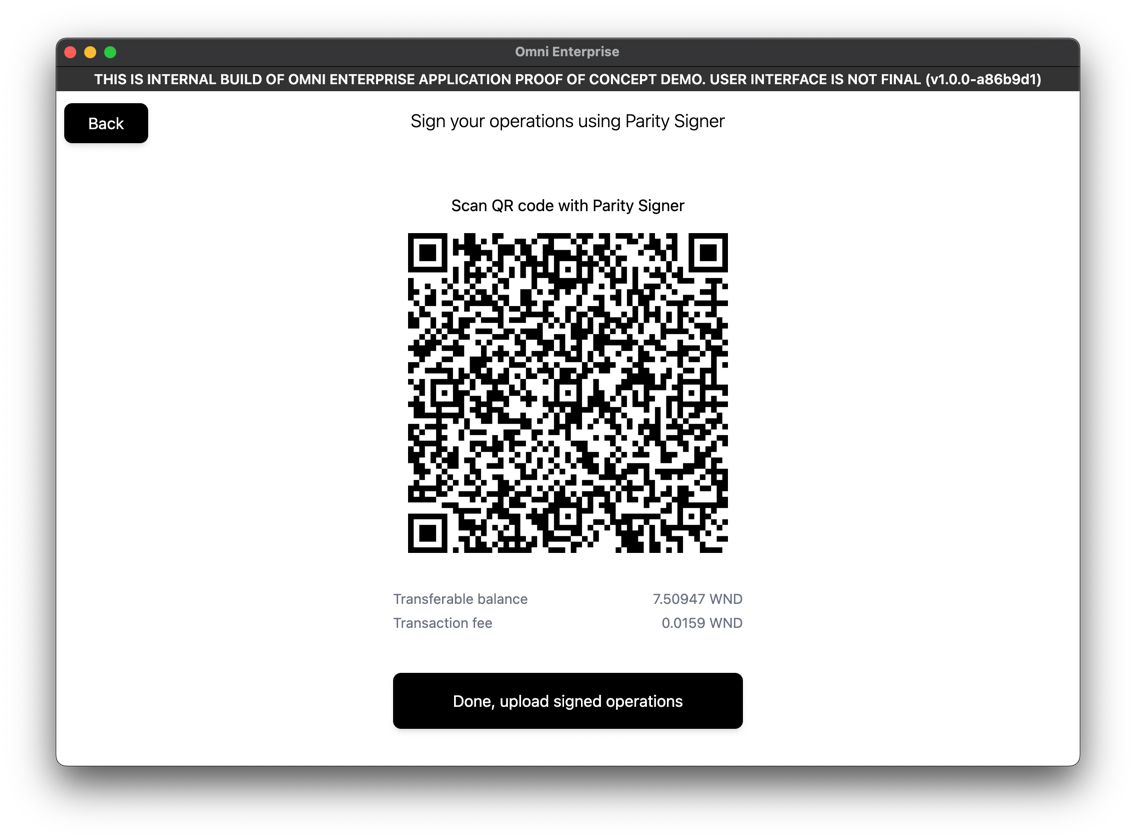 Omni Enterprise
THIS IS INTERNAL BUILD OF OMNI ENTERPRISE APPLICATION PROOF OF CONCEPT DEMO. USER INTERFACE IS NOT FINAL (v1.0.0-a86b9d1)
Back
Sign your operations using Parity Signer
Scan QR code with Parity Signer
Transferable balance 7.50947 WND
Transaction fee 0.0159 WND
Done, upload signed operations